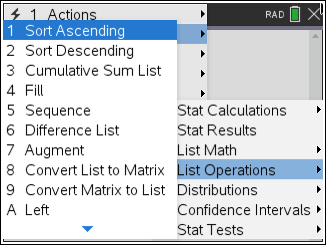 1 Actions
RAD
1 Sort Ascending
2 Sort Descending
3 Cumulative Sum List
4 Fill
5 Sequence
6 Difference List
7 Augment
8 Convert List to Matrix
9 Convert Matrix to List
A Left
Stat Calculations
Stat Results
List Math
List Operations
Distributions
Confidence Intervals
Stat Tests